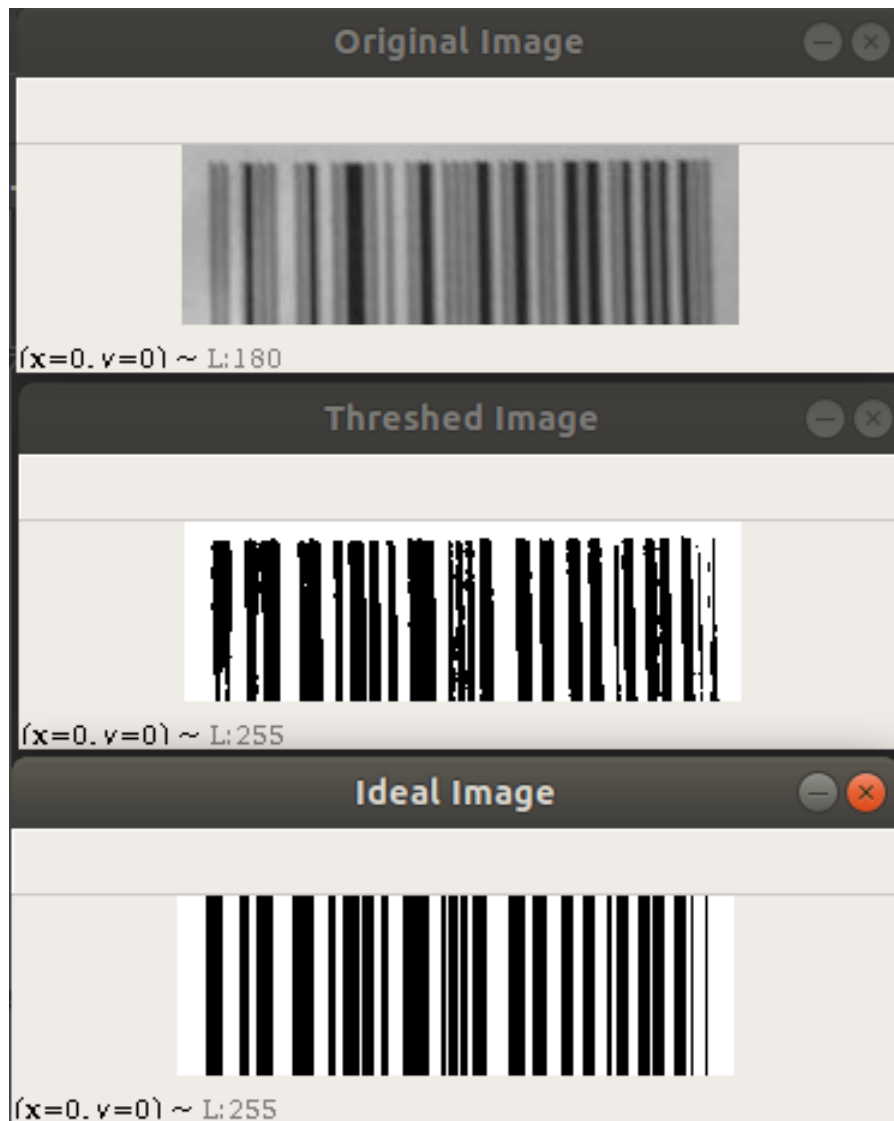 Original Image
(x=0, y=0) ~ L:180
Threshed Image
(x=0, y=0) ~ L:255
Ideal Image
(x=0, y=0) ~ L:255